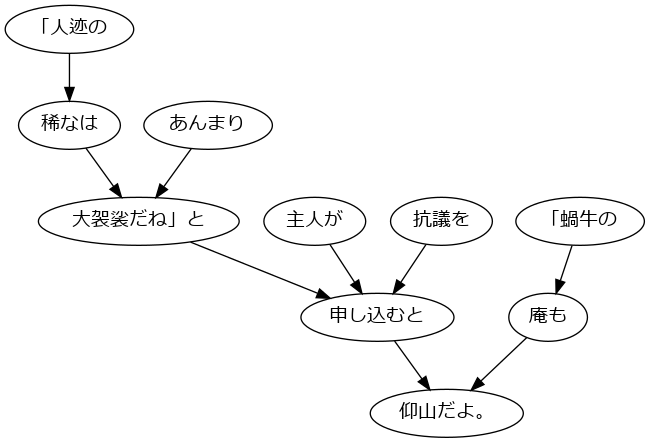 「人迹の
稀なは
あんまり
大袈裟だね」と
主人が
抗議を
「蝸牛の
申し込むと
庵も
仰山だよ。